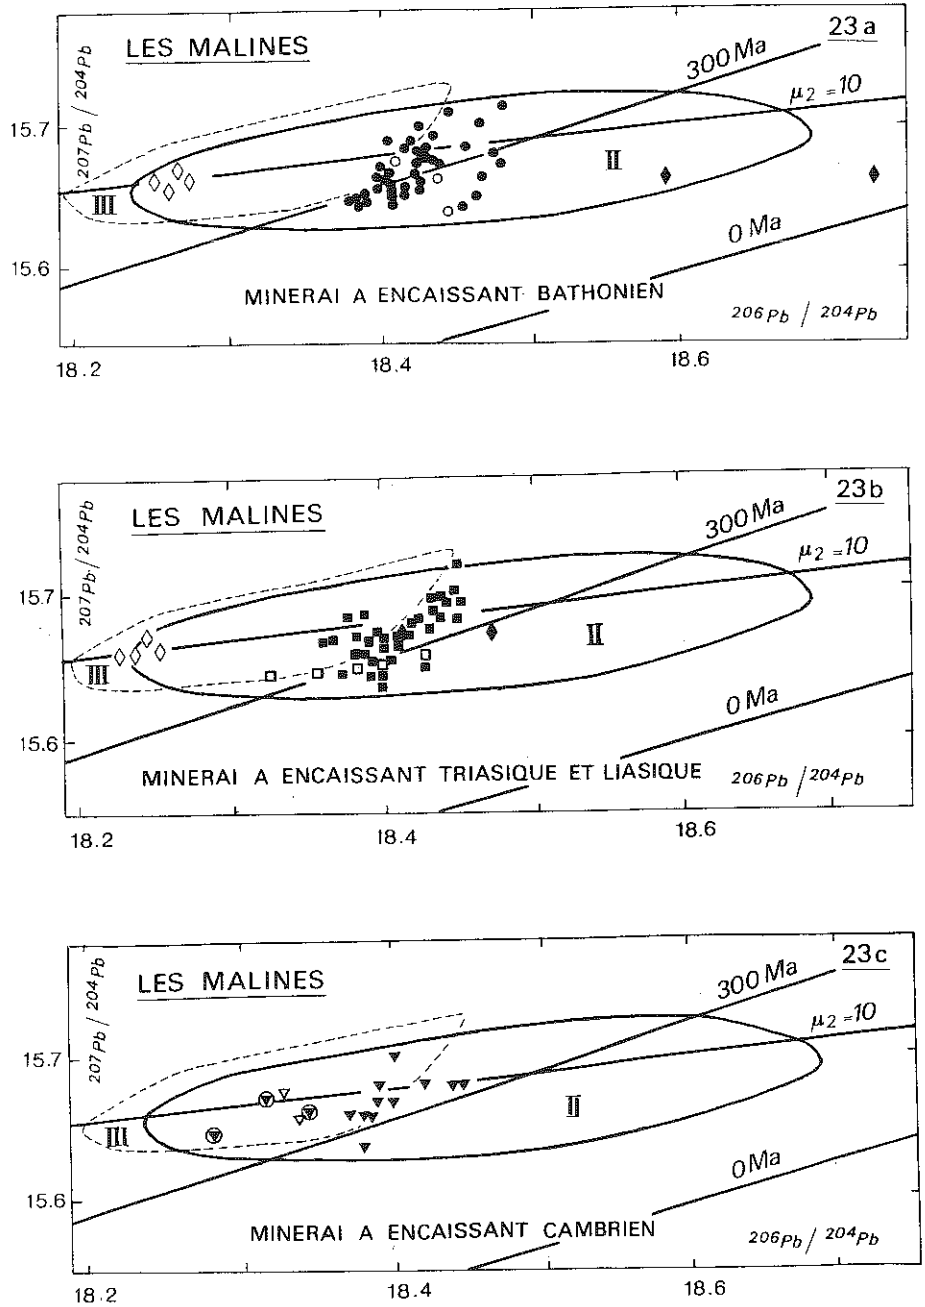 LES MALINES
23a
300 Ma
μ2 = 10
207Pb / 204Pb
15.7
II
III
0 Ma
15.6
MINERAI A ENCAISSANT BATHONIEN
206Pb / 204Pb
18.2
18.4
18.6
LES MALINES
23b
300 Ma
μ2 = 10
207Pb / 204Pb
15.7
II
III
0 Ma
15.6
MINERAI A ENCAISSANT TRIASIQUE ET LIASIQUE
206Pb / 204Pb
18.2
18.4
18.6
LES MALINES
23c
300 Ma
μ2 = 10
207Pb / 204Pb
15.7
II
III
0 Ma
15.6
MINERAI A ENCAISSANT CAMBRIEN
206Pb / 204Pb
18.2
18.4
18.6